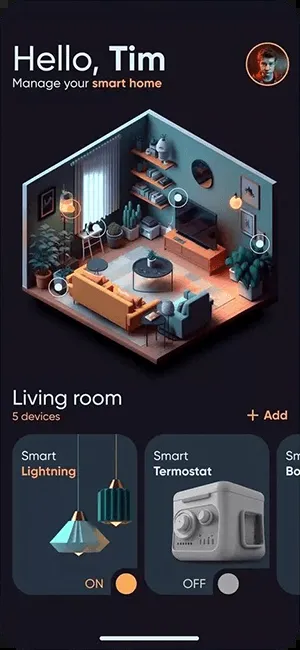 Hello, Tim
Manage your smart home
Living room
5 devices
+ Add
Smart
Lightning
ON
Smart
Termostat
OFF
Sm
Bo